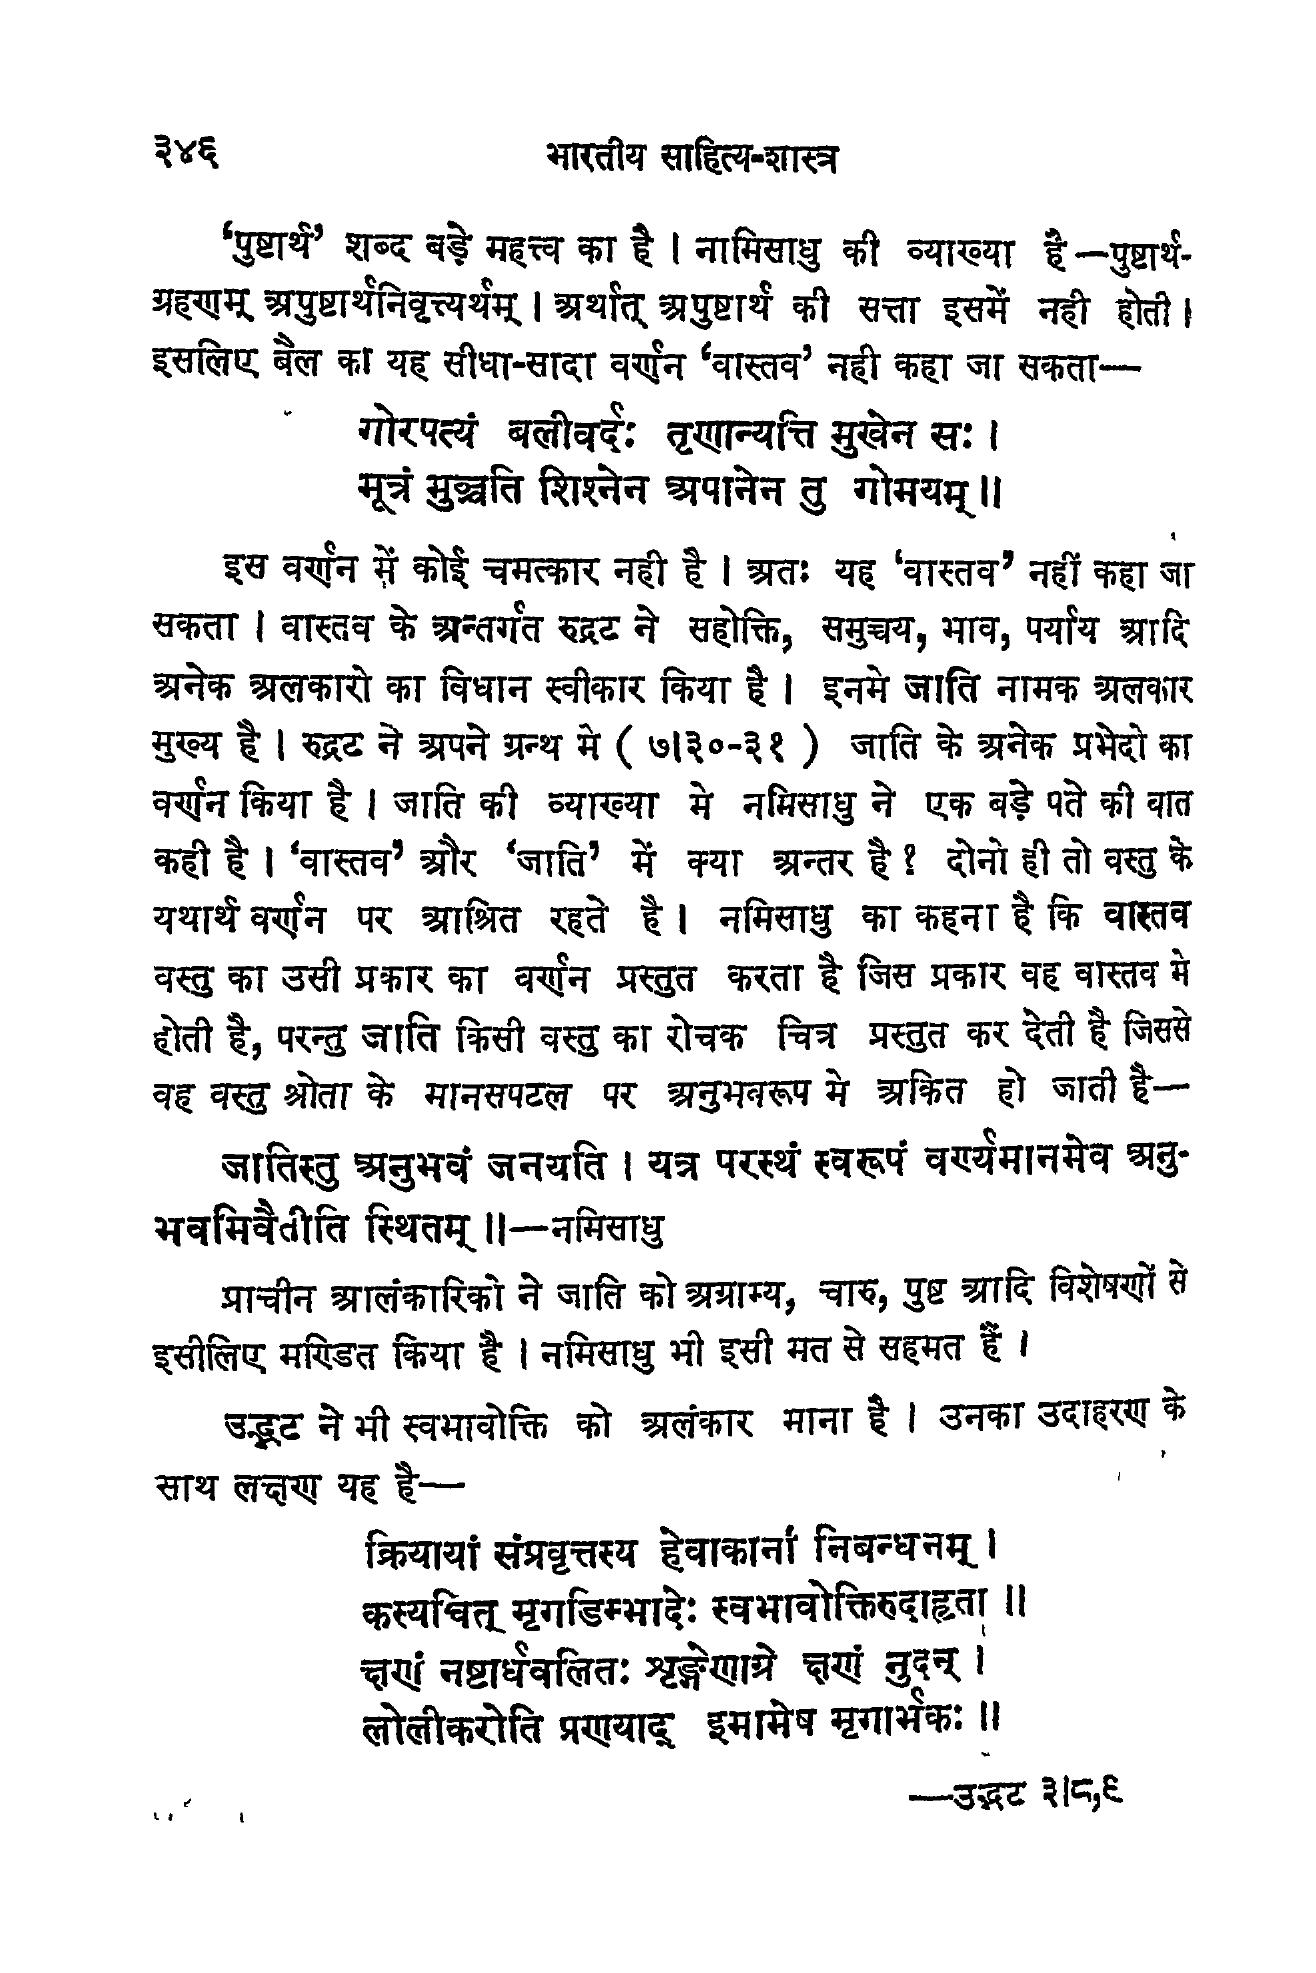 ३४६ भारतीय साहित्य-शास्त्र
‘पुष्टार्थ’ शब्द बड़े महत्त्व का है । नामिसाधु की व्याख्या है —पुष्टार्थ-
ग्रहणम् अपुष्टार्थनिवृत्त्यर्थम् । अर्थात् अपुष्टार्थ की सत्ता इसमें नही होती ।
इसलिए बैल का यह सीधा-सादा वर्णन ‘वास्तव’ नही कहा जा सकता—
गोरपत्यं बलीवर्दः तृणान्यत्ति मुखेन सः ।
मूत्रं मुञ्चति शिश्नेन अपानेन तु गोमयम् ॥
इस वर्णन में कोई चमत्कार नही है । अतः यह ‘वास्तव’ नहीं कहा जा
सकता । वास्तव के अन्तर्गत रुद्रट ने सहोक्ति, समुच्चय, भाव, पर्याय आदि
अनेक अलकारो का विधान स्वीकार किया है । इनमे जाति नामक अलकार
मुख्य है । रुद्रट ने अपने ग्रन्थ मे ( ७।३०-३१ ) जाति के अनेक प्रभेदो का
वर्णन किया है । जाति की व्याख्या मे नमिसाधु ने एक बड़े पते की वात
कही है । ‘वास्तव’ और ‘जाति’ में क्या अन्तर है ? दोनो ही तो वस्तु के
यथार्थ वर्णन पर आश्रित रहते है । नमिसाधु का कहना है कि वास्तव
वस्तु का उसी प्रकार का वर्णन प्रस्तुत करता है जिस प्रकार वह वास्तव मे
होती है, परन्तु जाति किसी वस्तु का रोचक चित्र प्रस्तुत कर देती है जिससे
वह वस्तु श्रोता के मानसपटल पर अनुभवरूप मे अकित हो जाती है—
जातिस्तु अनुभवं जनयति । यत्र परस्थं स्वरूपं वर्ण्यमानमेव अनु-
भवमिवैतीति स्थितम् ॥—नमिसाधु
प्राचीन आलंकारिको ने जाति को अग्राम्य, चारु, पुष्ट आदि विशेषणों से
इसीलिए मण्डित किया है । नमिसाधु भी इसी मत से सहमत हैं ।
उद्भट ने भी स्वभावोक्ति को अलंकार माना है । उनका उदाहरण के
साथ लक्षण यह है—
क्रियायां संप्रवृत्तस्य हेवाकानां निबन्धनम् ।
कस्यचित् मृगडिम्भादेः स्वभावोक्तिरुदाहृता ॥
क्षणं नष्टार्धवलितः शृङ्गेणाग्रे क्षणं नुदन् ।
लोलीकरोति प्रणयाद् इमामेष मृगार्भकः ॥
—उद्भट ३।८,९